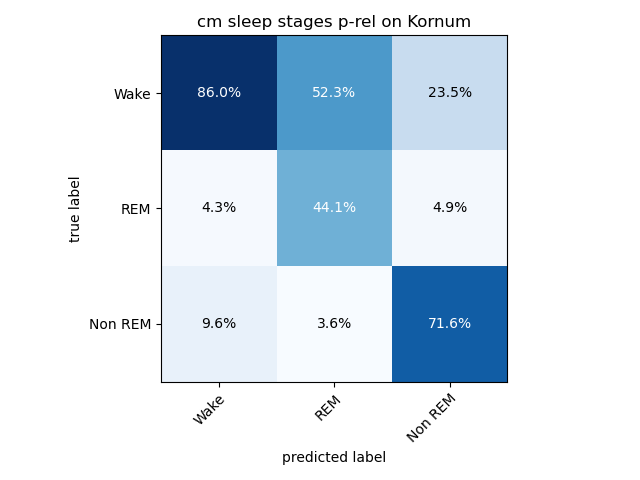 cm sleep stages p-rel on Kornum
Wake 86.0% 52.3% 23.5%
REM 4.3% 44.1% 4.9%
Non REM 9.6% 3.6% 71.6%
true label
Wake REM Non REM
predicted label